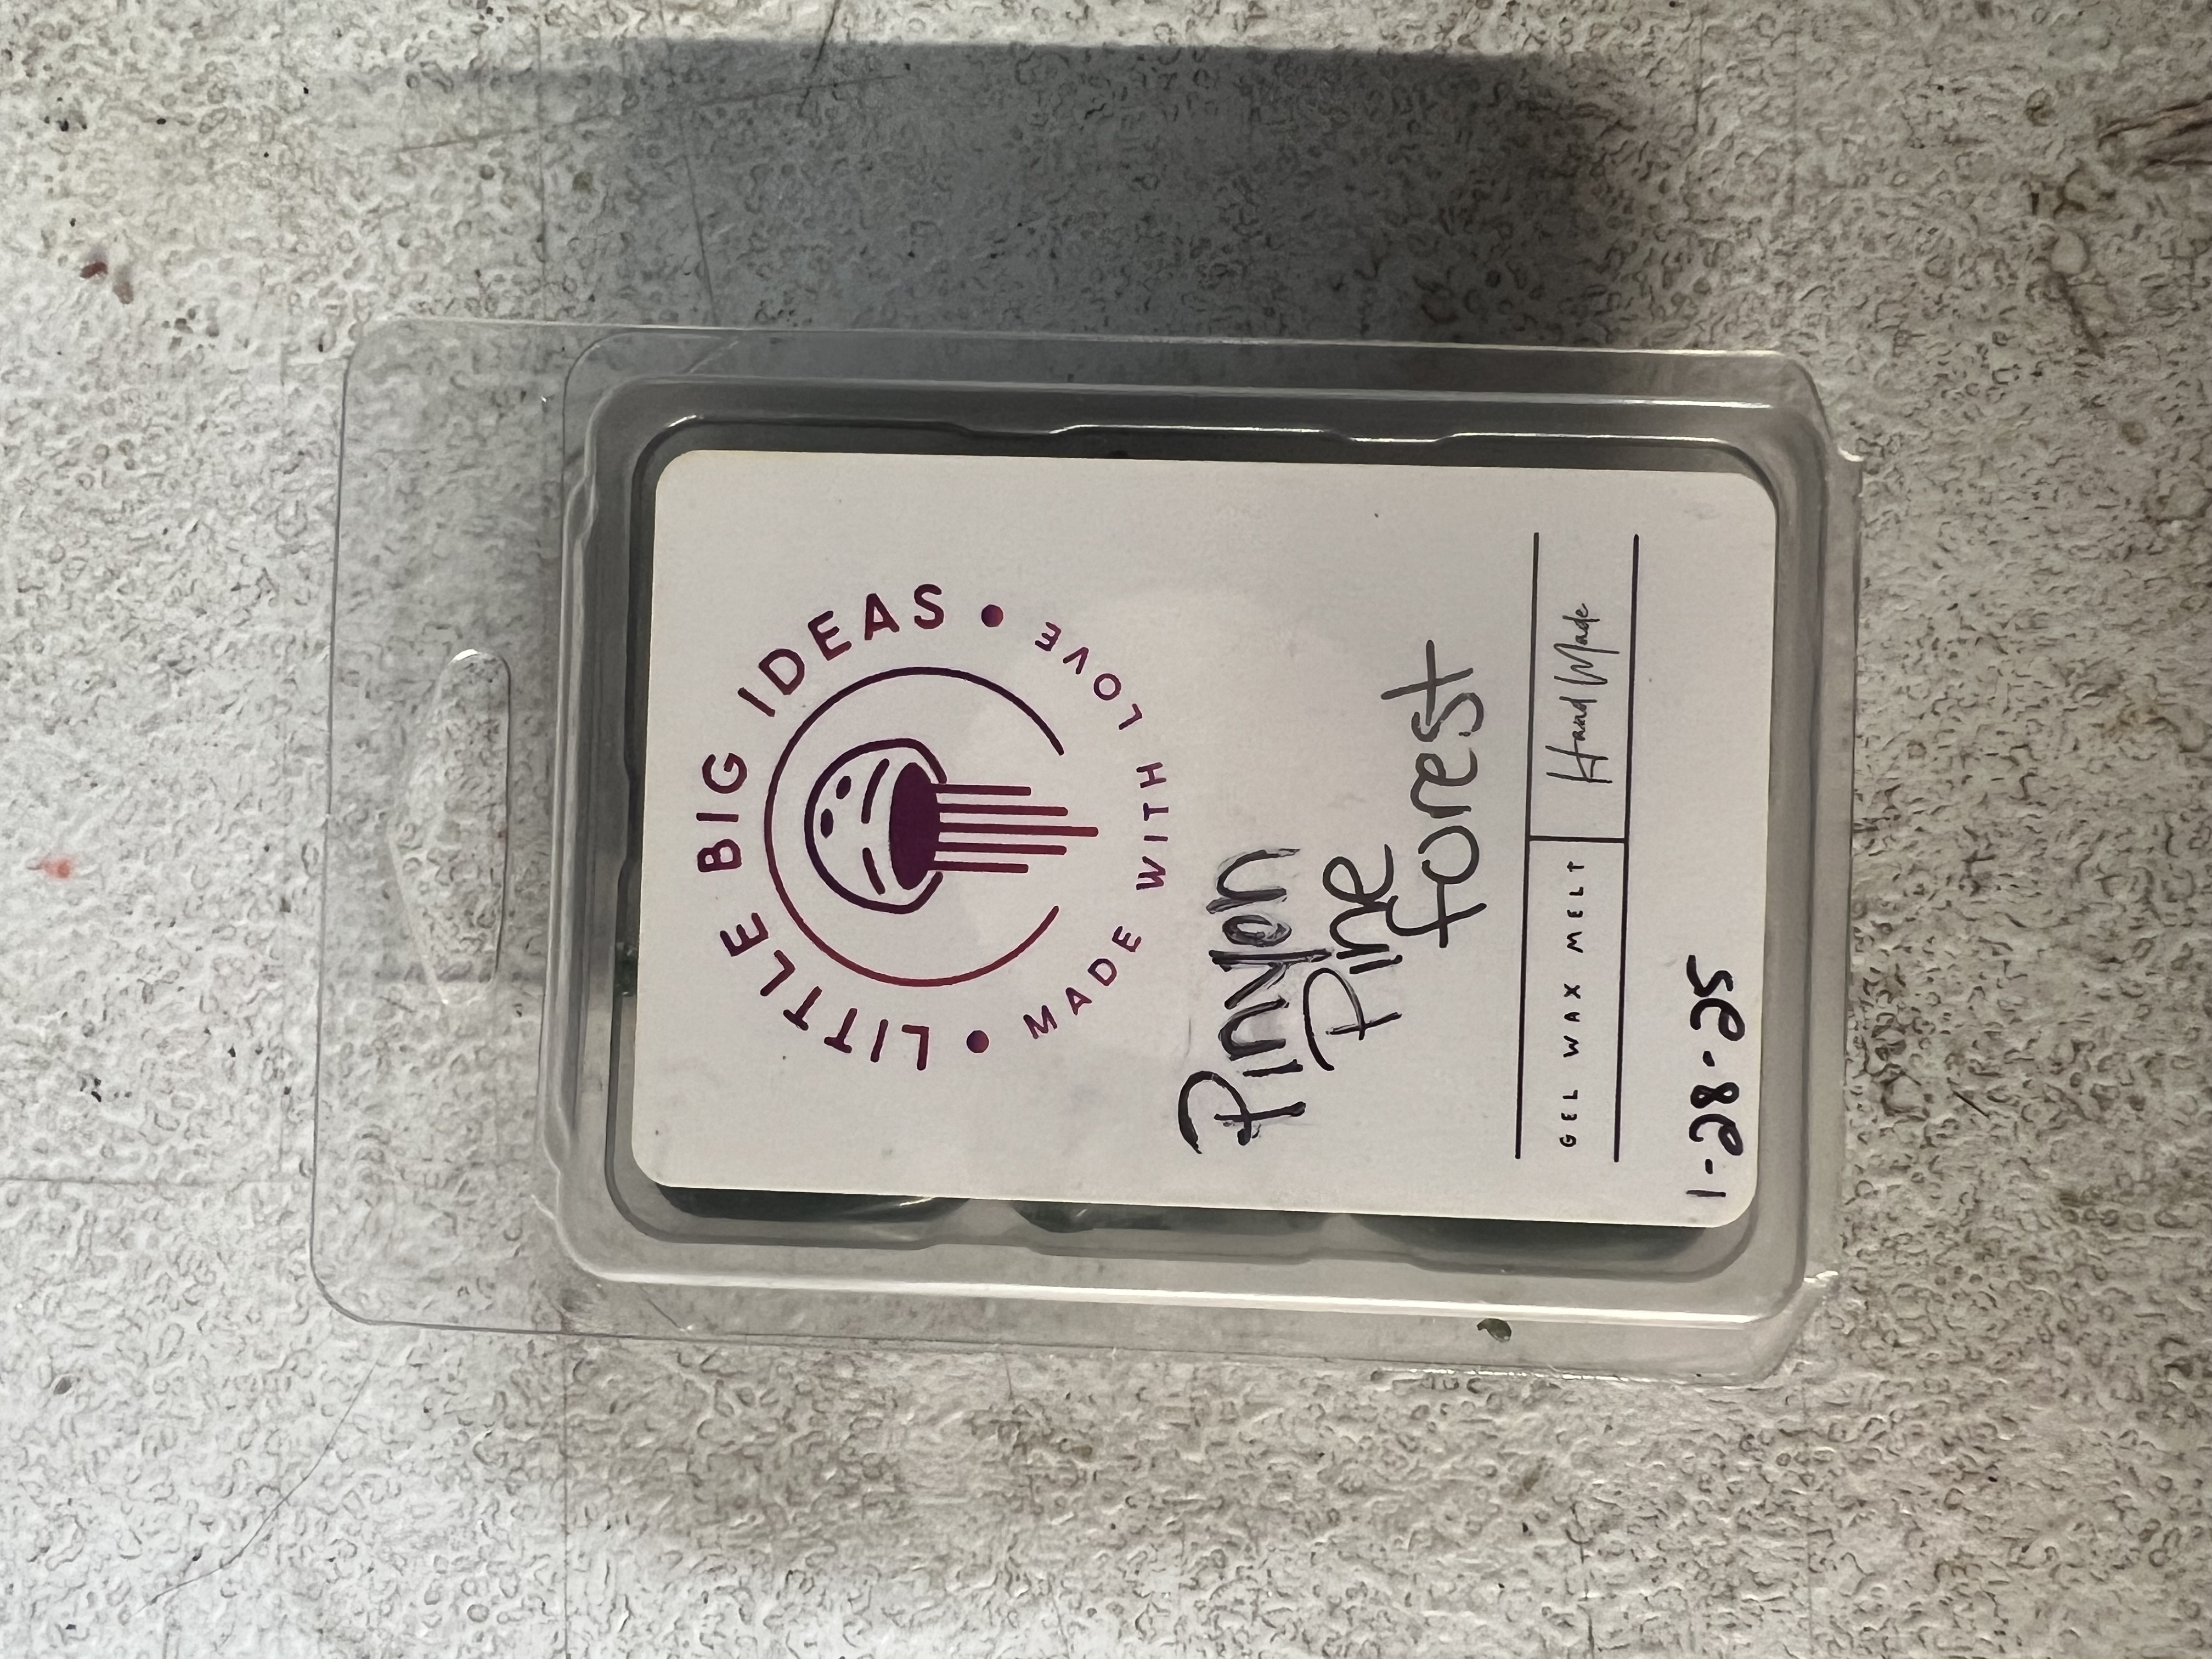 LITTLE BIG IDEAS
MADE WITH LOVE
Pinyon
Pine
forest
GEL WAX MELT
Hand Made
1-28-25